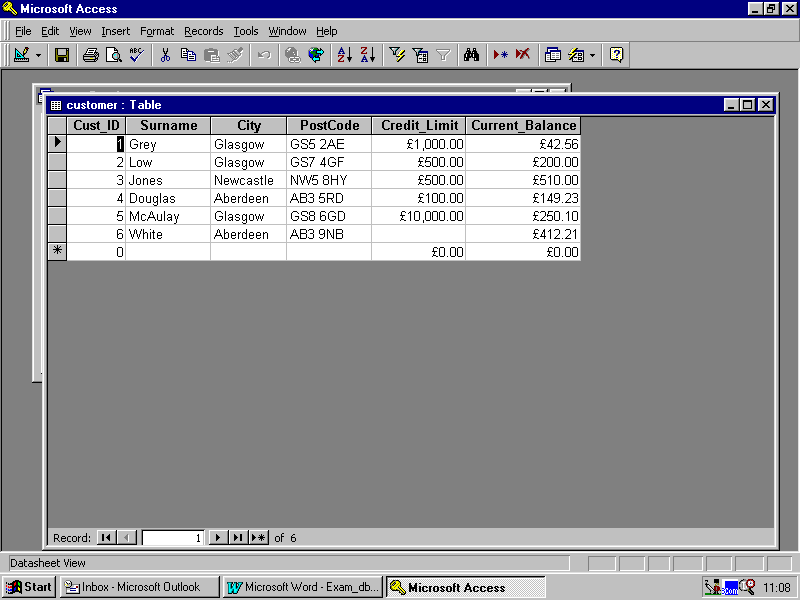 Microsoft Access
File Edit View Insert Format Records Tools Window Help
customer : Table
Cust_ID Surname City PostCode Credit_Limit Current_Balance
1 Grey Glasgow GS5 2AE £1,000.00 £42.56
2 Low Glasgow GS7 4GF £500.00 £200.00
3 Jones Newcastle NW5 8HY £500.00 £510.00
4 Douglas Aberdeen AB3 5RD £100.00 £149.23
5 McAulay Glasgow GS8 6GD £10,000.00 £250.10
6 White Aberdeen AB3 9NB £412.21
0 £0.00 £0.00
Record: 1 of 6
Datasheet View
Start Inbox - Microsoft Outlook Microsoft Word - Exam_db... Microsoft Access 11:08